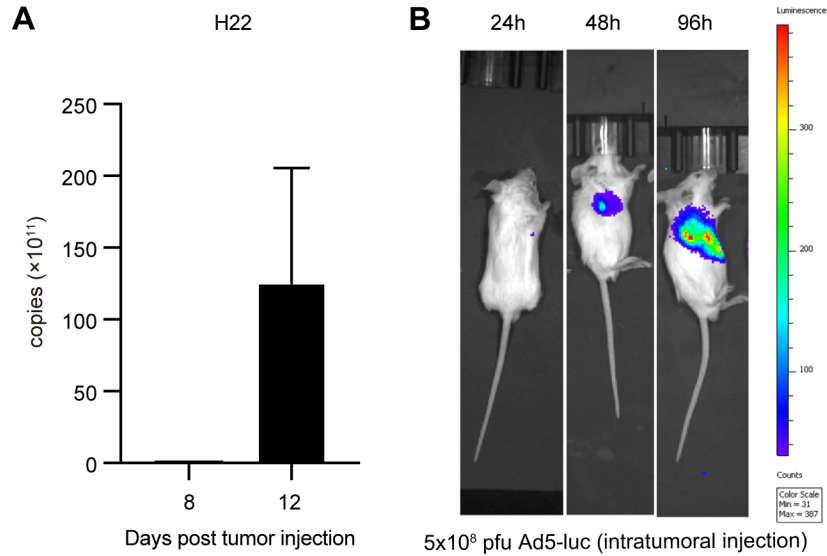 A
H22
copies (×10¹¹)
250
200
150
100
50
0
8
12
Days post tumor injection
B
24h
48h
96h
5x10⁸ pfu Ad5-luc (intratumoral injection)
Luminescence
300
200
100
Counts
Color Scale
Min = 31
Max = 387